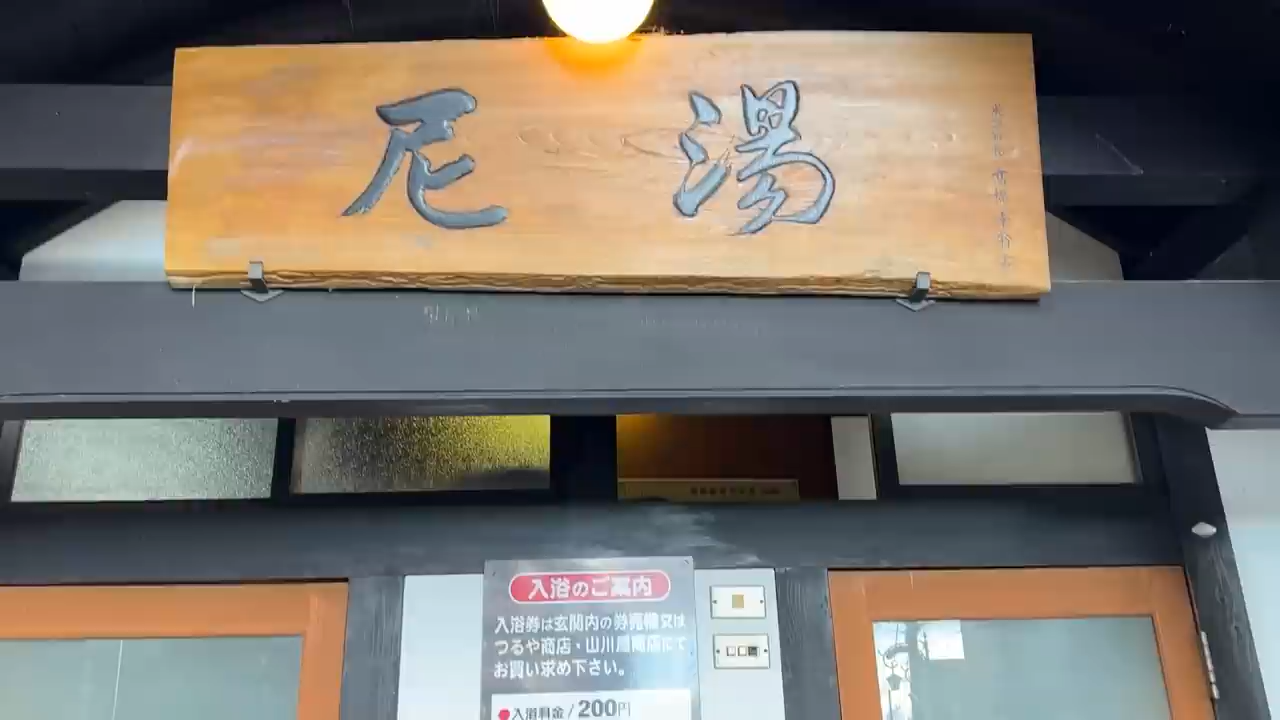 尼湯
入浴のご案内
入浴券は玄関内の券売機又は
つるや商店・山川屋商店にて
お買い求め下さい。
●入浴料金/200円